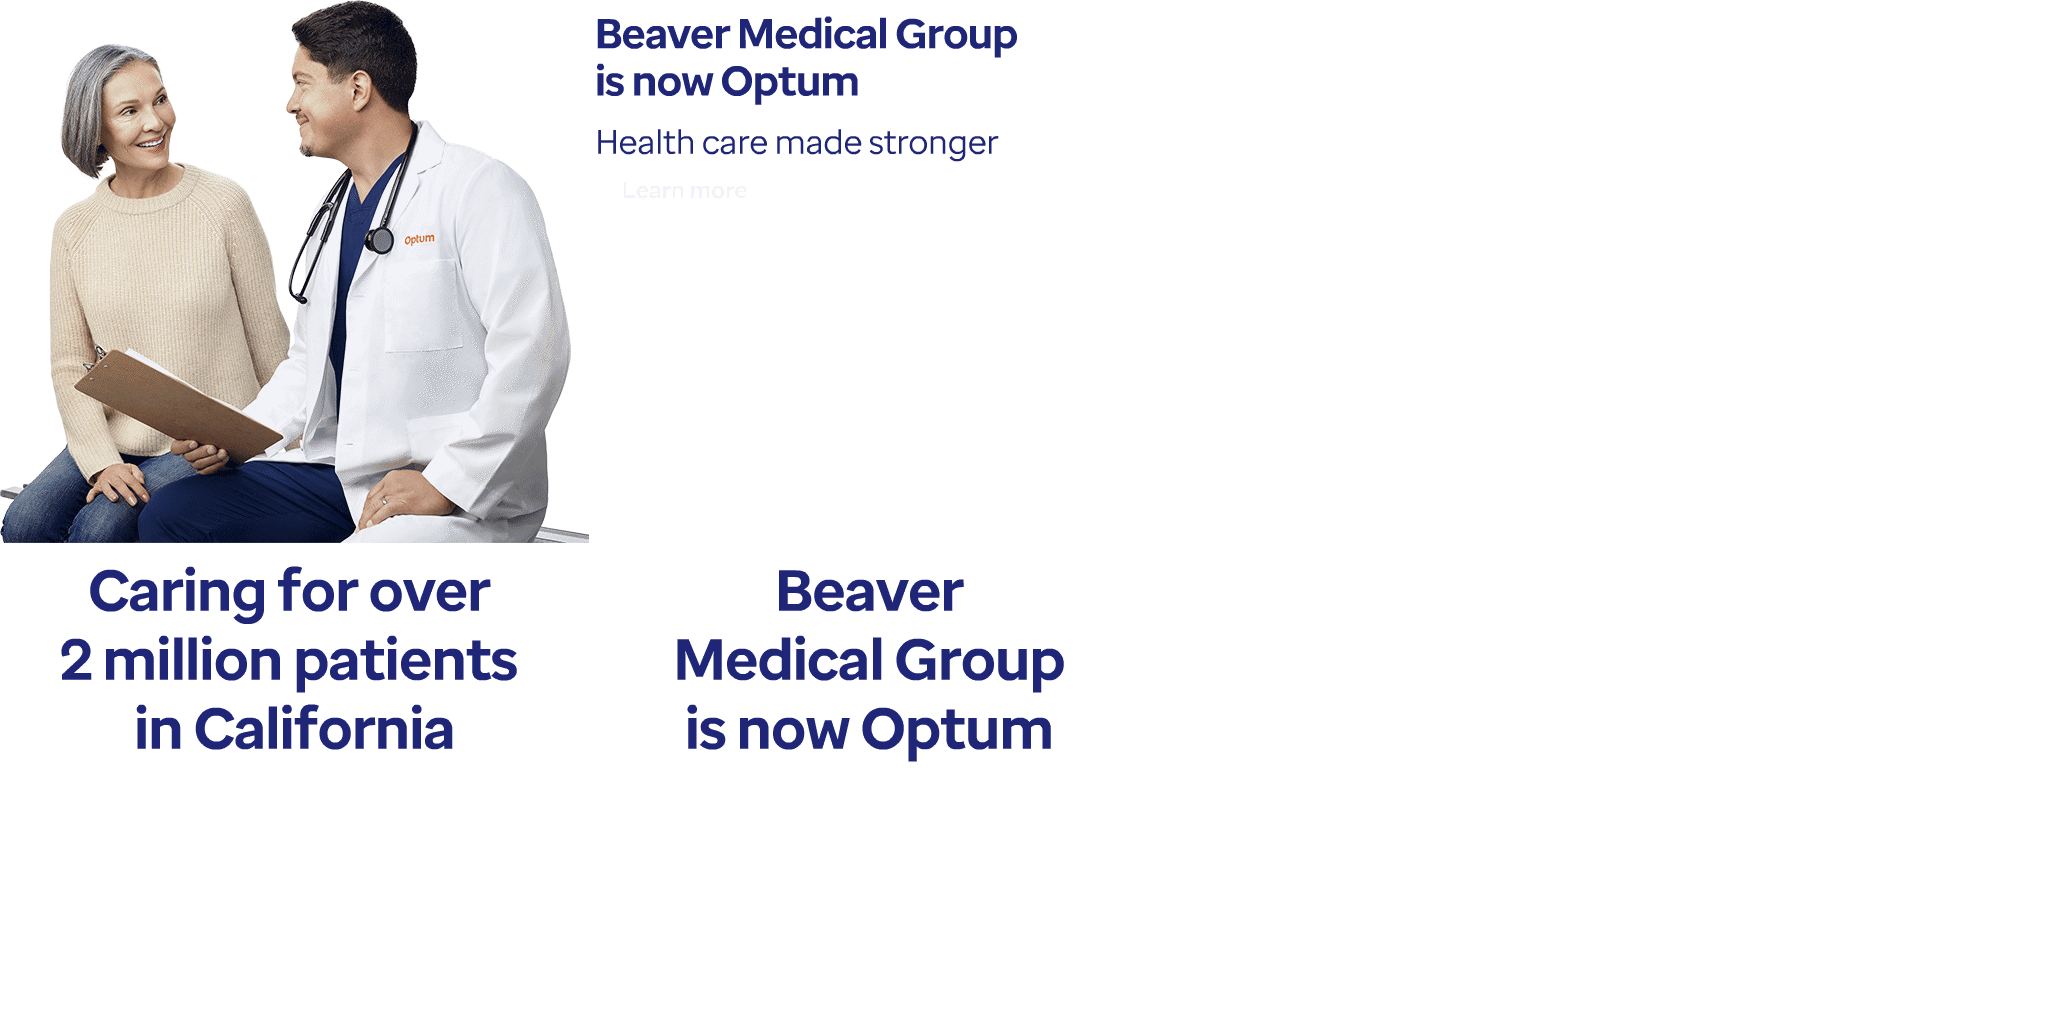 Beaver Medical Group
is now Optum
Health care made stronger
Learn more
Optum
Caring for over
2 million patients
in California
Beaver
Medical Group
is now Optum